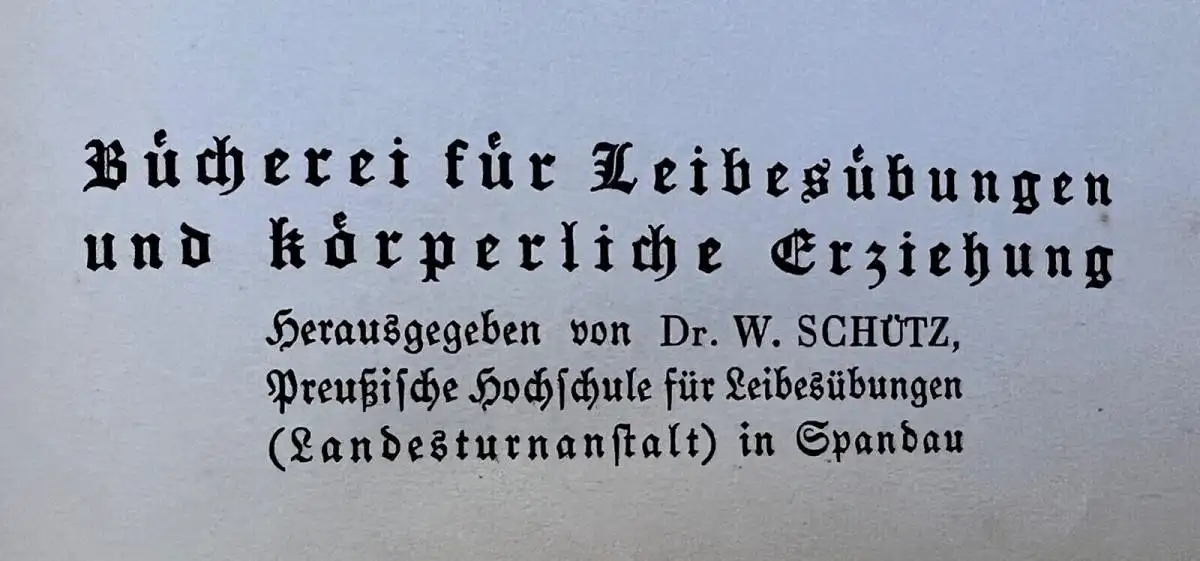 Bücherei für Leibesübungen
und körperliche Erziehung
Herausgegeben von Dr. W. SCHÜTZ,
Preußiſche Hochſchule für Leibesübungen
(Landesturnanſtalt) in Spandau